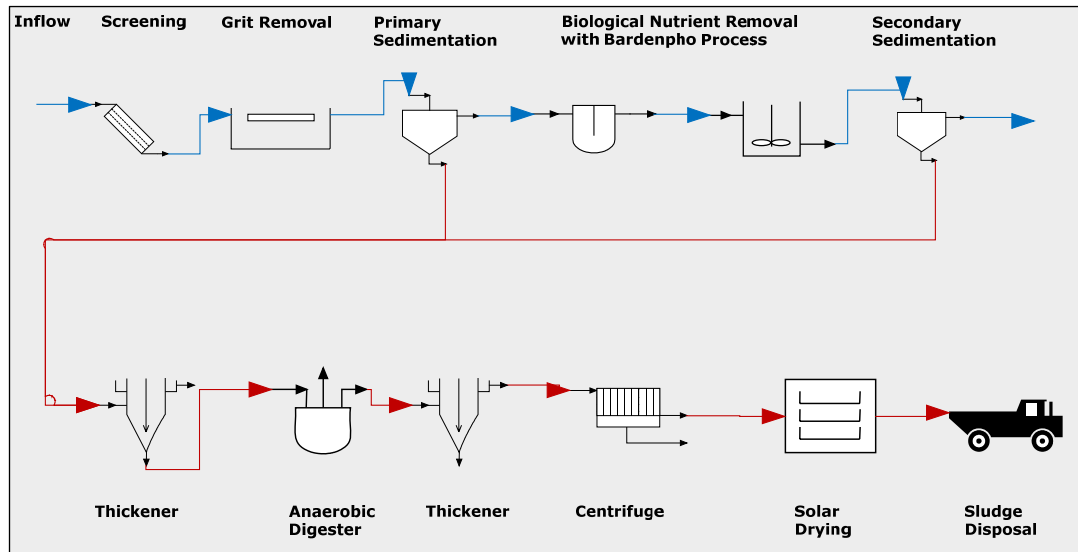 Inflow
Screening
Grit Removal
Primary
Sedimentation
Biological Nutrient Removal
with Bardenpho Process
Secondary
Sedimentation
Thickener
Anaerobic
Digester
Thickener
Centrifuge
Solar
Drying
Sludge
Disposal